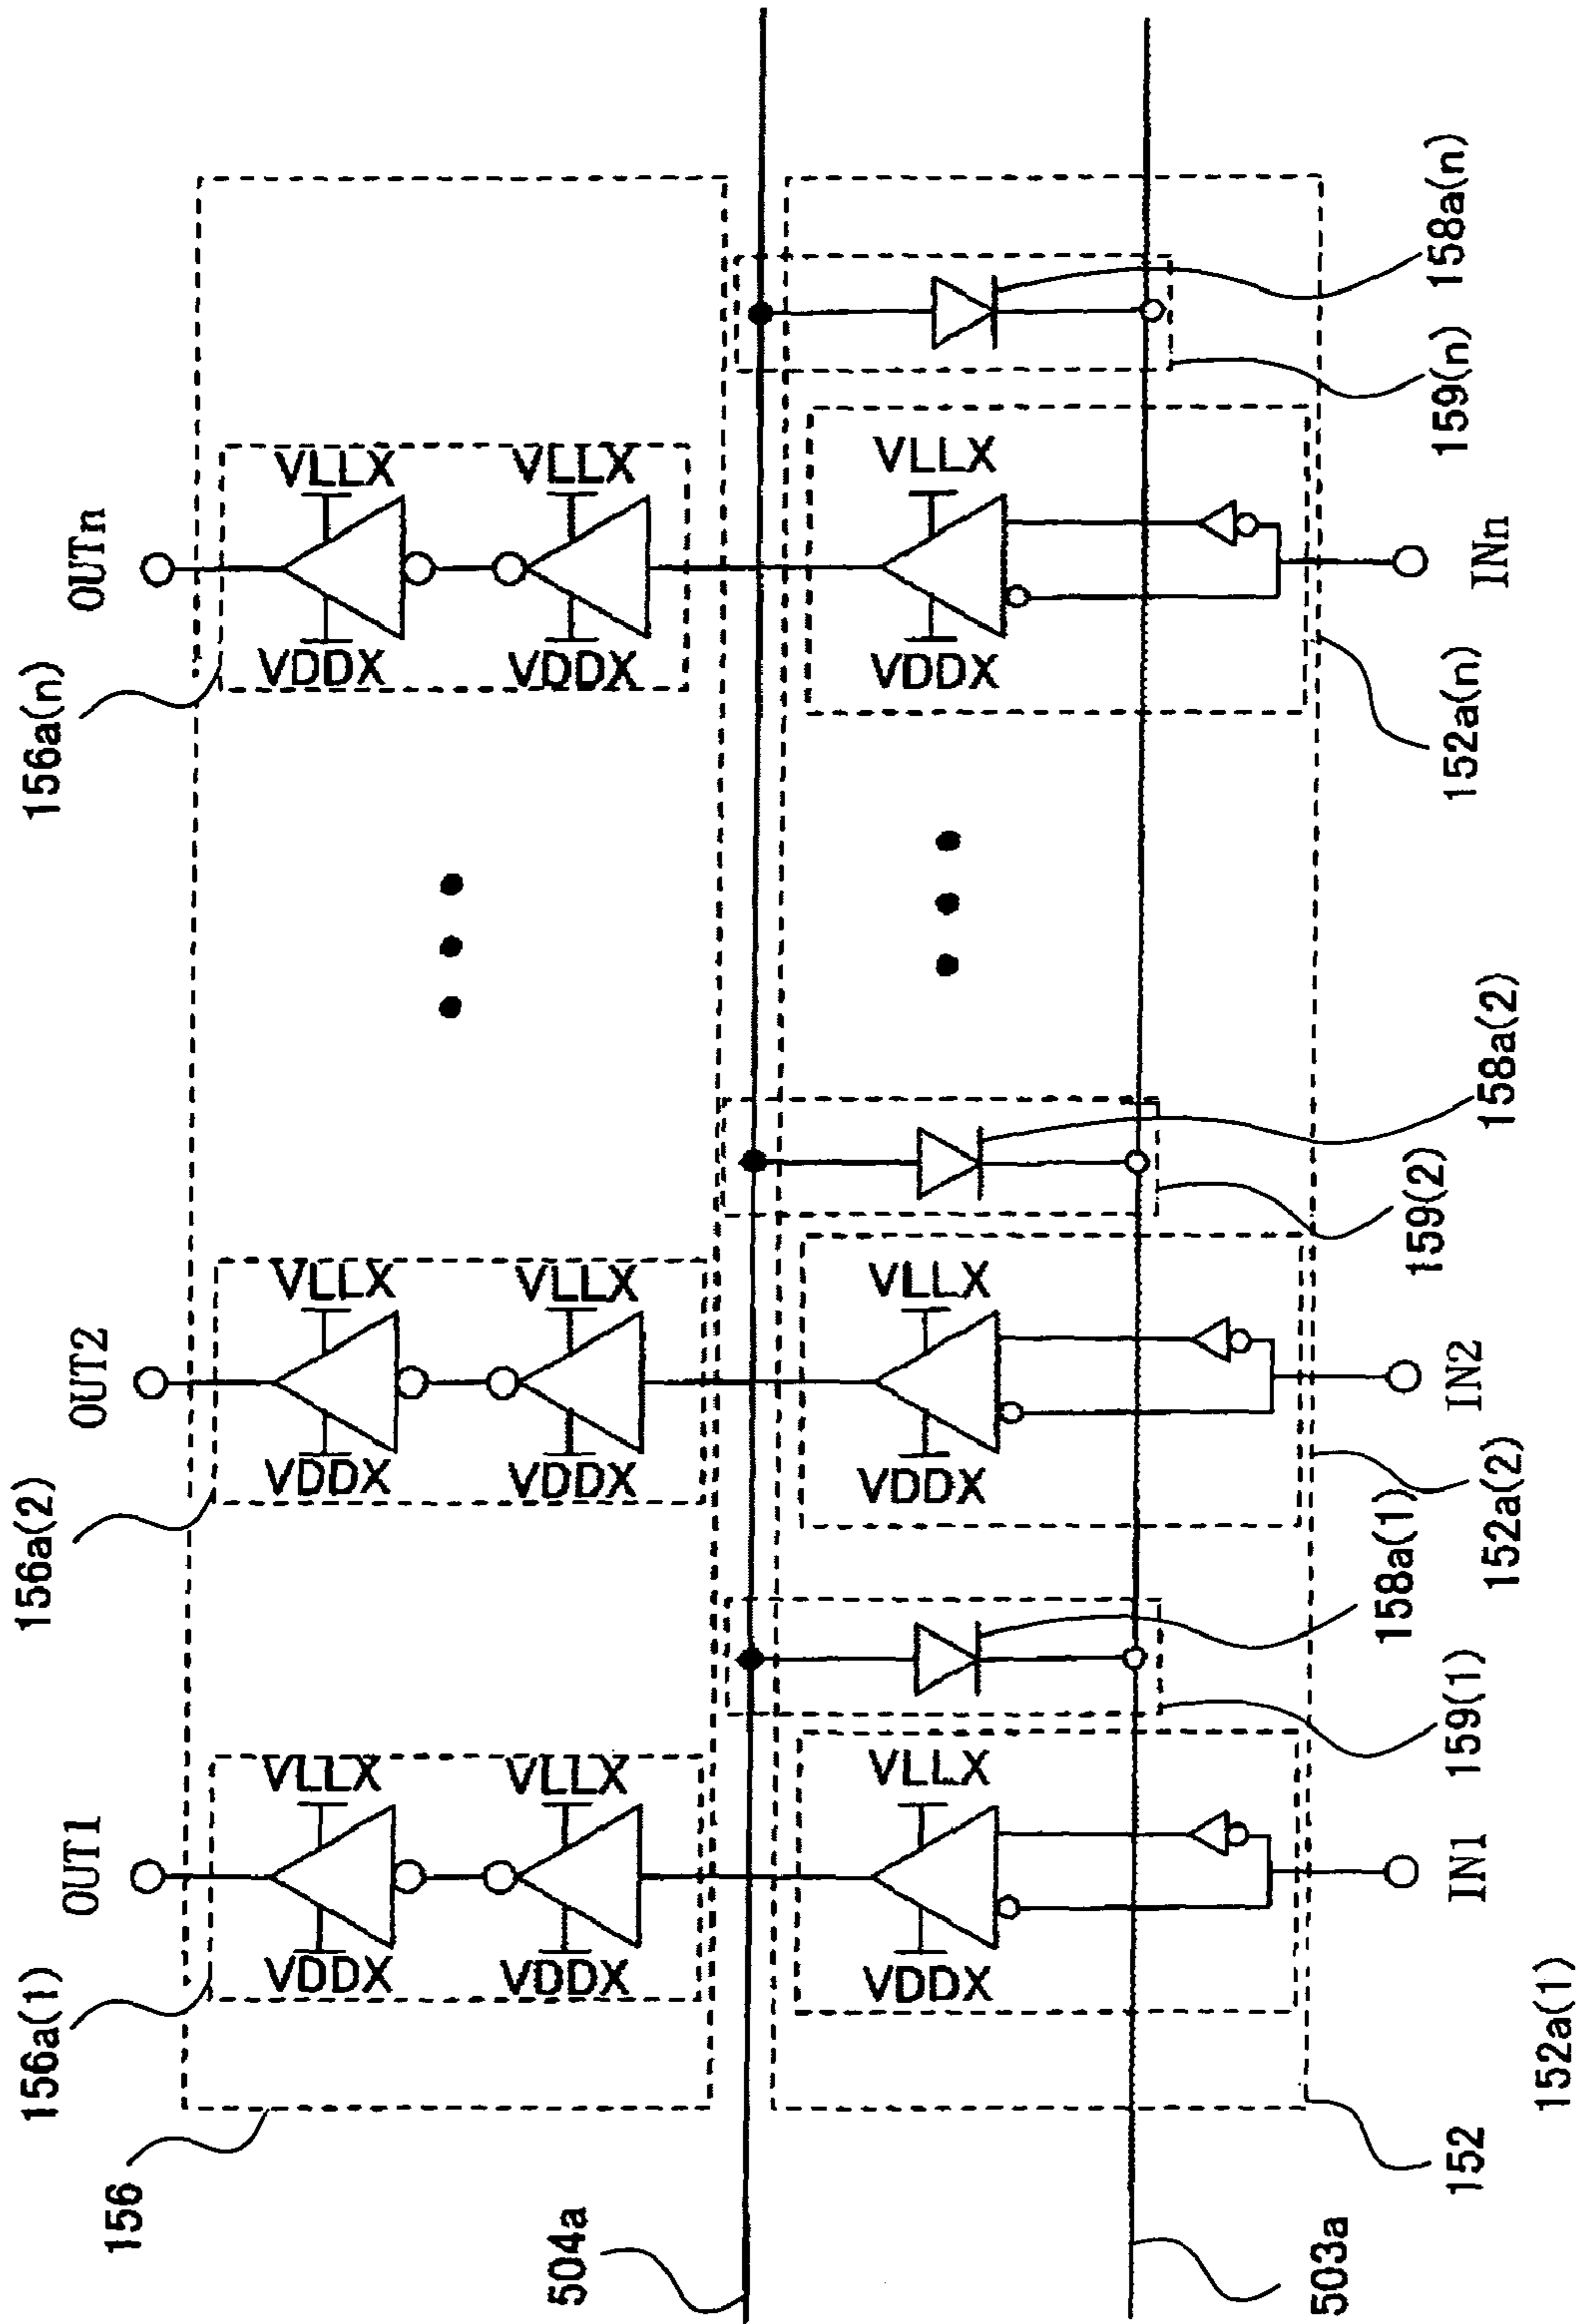 156
156a(1)
156a(2)
156a(n)
OUT1
OUT2
OUTn
VDDX
VLLX
VDDX
VLLX
VDDX
VLLX
VDDX
VLLX
VDDX
VLLX
VDDX
VLLX
504a
VDDX
VLLX
VDDX
VLLX
VDDX
VLLX
503a
152
IN1
IN2
INn
159(1)
158a(1)
159(2)
158a(2)
159(n)
158a(n)
152a(1)
152a(2)
152a(n)